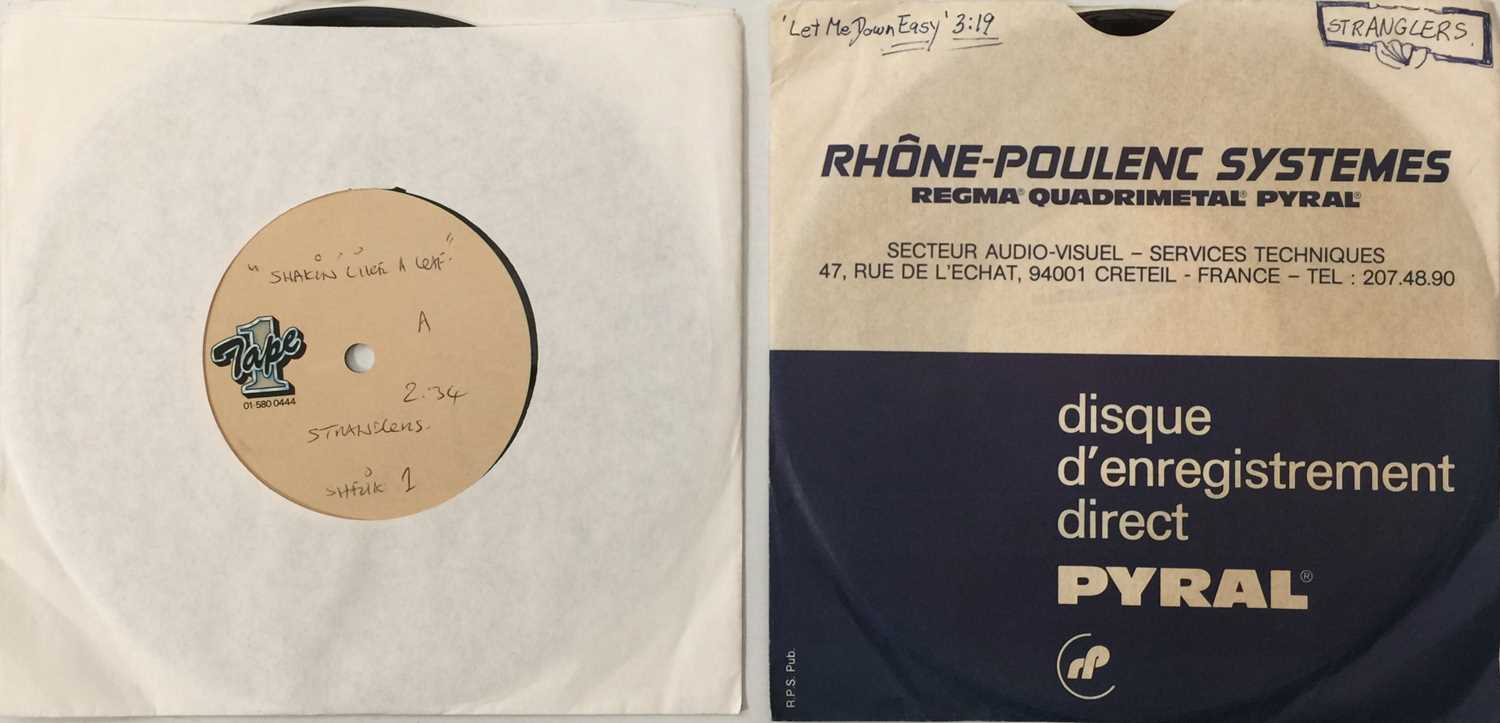 "SHAKIN' LIKE A LEAF"
A
Tape 1
01-580 0444
2.34
STRANGLERS.
SHEIK 1
'Let Me Down Easy' 3:19
STRANGLERS.
RHÔNE-POULENC SYSTEMES
REGMA® QUADRIMETAL® PYRAL®
SECTEUR AUDIO-VISUEL – SERVICES TECHNIQUES
47, RUE DE L'ECHAT, 94001 CRETEIL - FRANCE – TEL : 207.48.90
disque
d'enregistrement
direct
PYRAL®
rp
R.P.S. Pub.